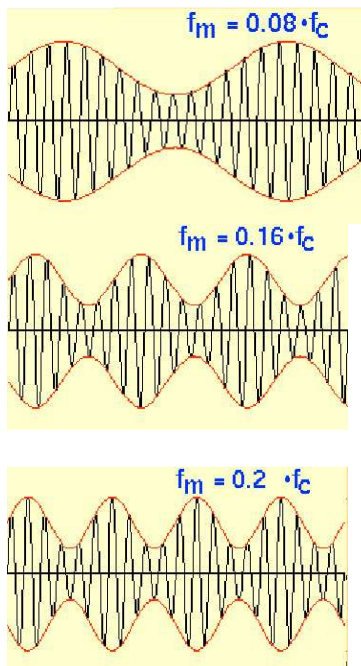 fm = 0.08•fc
fm = 0.16•fc
fm = 0.2 •fc